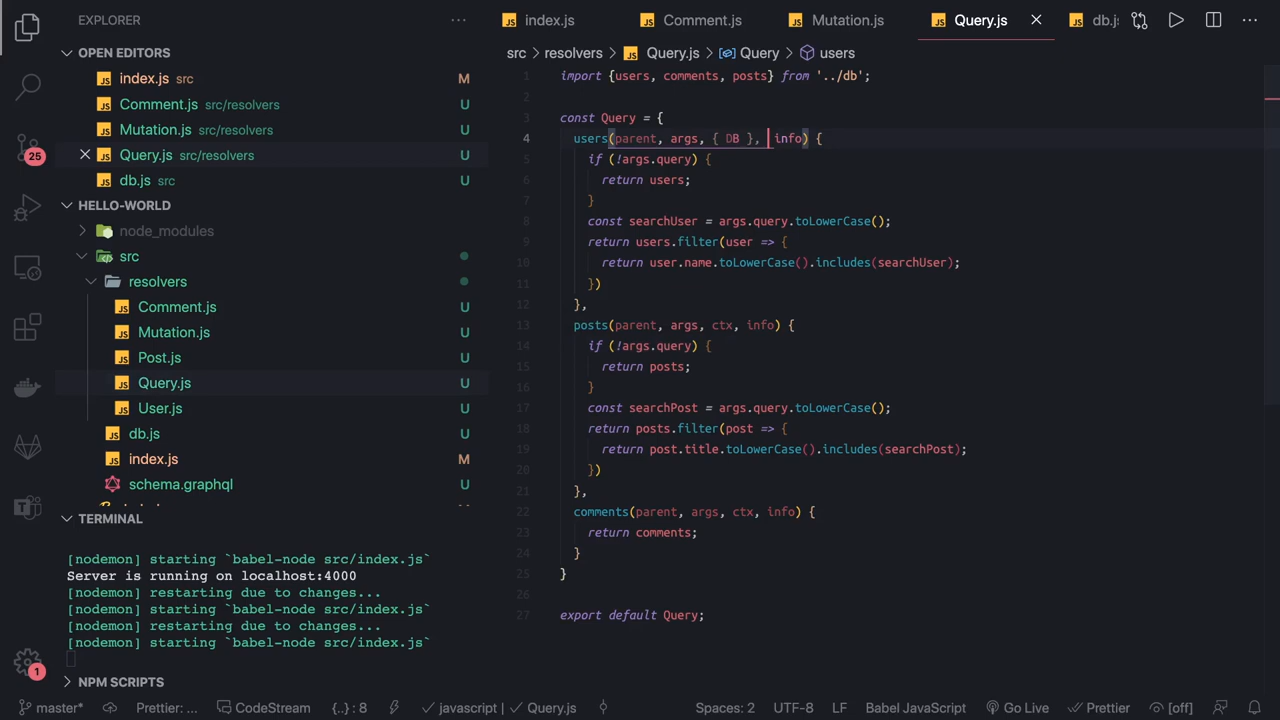 EXPLORER
OPEN EDITORS
index.js src M
Comment.js src/resolvers U
Mutation.js src/resolvers U
Query.js src/resolvers U
db.js src U
HELLO-WORLD
node_modules
src
resolvers
Comment.js U
Mutation.js U
Post.js U
Query.js U
User.js U
db.js U
index.js M
schema.graphql U
TERMINAL
[nodemon] starting `babel-node src/index.js`
Server is running on localhost:4000
[nodemon] restarting due to changes...
[nodemon] starting `babel-node src/index.js`
[nodemon] restarting due to changes...
[nodemon] starting `babel-node src/index.js`
NPM SCRIPTS
25
1
index.js Comment.js Mutation.js Query.js db.j
src > resolvers > Query.js > Query > users
1 import {users, comments, posts} from '../db';
2
3 const Query = {
4 users(parent, args, { DB }, info) {
5 if (!args.query) {
6 return users;
7 }
8 const searchUser = args.query.toLowerCase();
9 return users.filter(user => {
10 return user.name.toLowerCase().includes(searchUser);
11 })
12 },
13 posts(parent, args, ctx, info) {
14 if (!args.query) {
15 return posts;
16 }
17 const searchPost = args.query.toLowerCase();
18 return posts.filter(post => {
19 return post.title.toLowerCase().includes(searchPost);
20 })
21 },
22 comments(parent, args, ctx, info) {
23 return comments;
24 }
25 }
26
27 export default Query;
master* Prettier: ... CodeStream {..} : 8 javascript | Query.js Spaces: 2 UTF-8 LF Babel JavaScript Go Live Prettier [off]